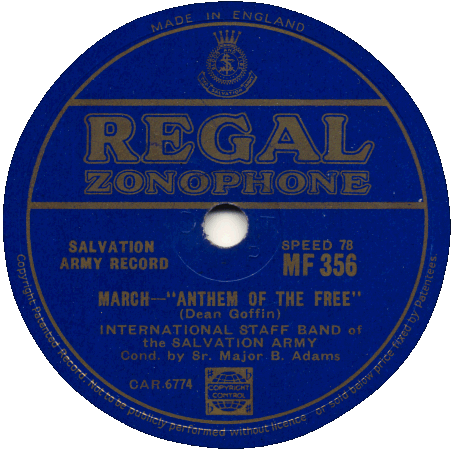 MADE IN ENGLAND
REGAL
ZONOPHONE
SALVATION
ARMY RECORD
SPEED 78
MF 356
MARCH—"ANTHEM OF THE FREE"
(Dean Goffin)
INTERNATIONAL STAFF BAND of
the SALVATION ARMY
Cond. by Sr. Major B. Adams
CAR.6774
COPYRIGHT
CONTROL
Copyright Patented Record. Not to be publicly performed without licence or sold below price fixed by Patentees.